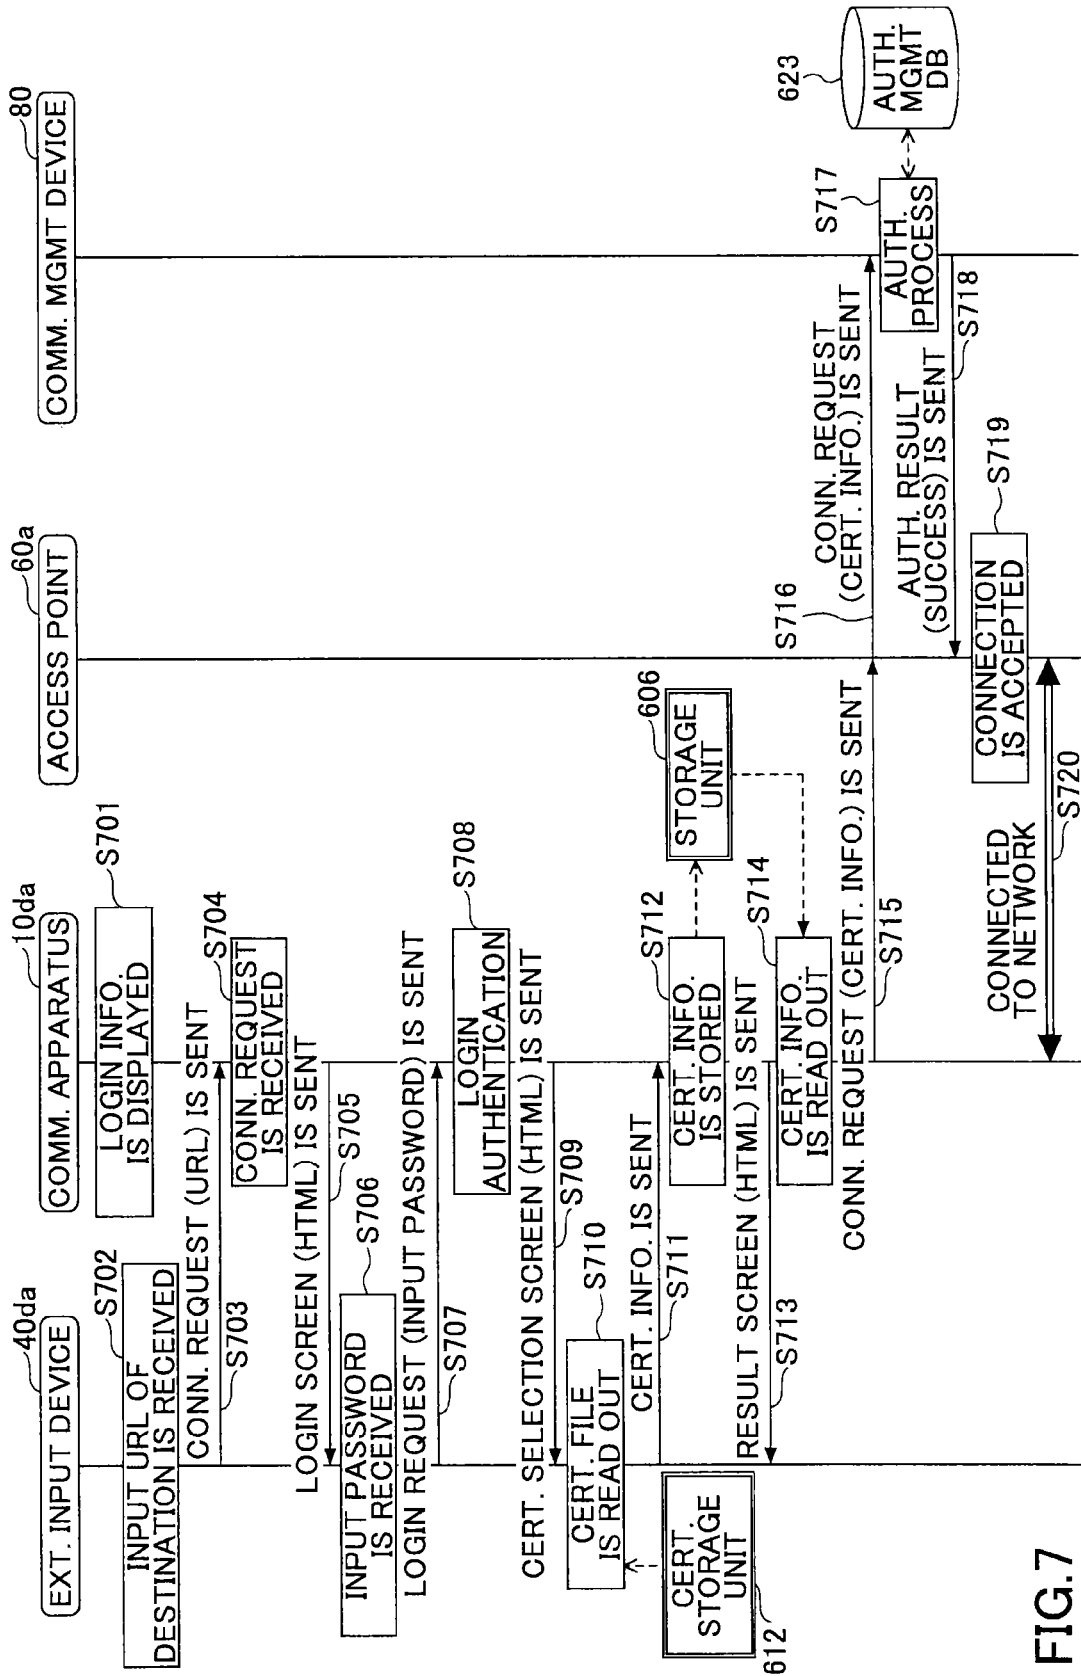 EXT. INPUT DEVICE
40da
COMM. APPARATUS
10da
ACCESS POINT
60a
COMM. MGMT DEVICE
80
LOGIN INFO.
IS DISPLAYED
S701
INPUT URL OF
DESTINATION IS RECEIVED
S702
CONN. REQUEST (URL) IS SENT
S703
CONN. REQUEST
IS RECEIVED
S704
LOGIN SCREEN (HTML) IS SENT
S705
INPUT PASSWORD
IS RECEIVED
S706
LOGIN REQUEST (INPUT PASSWORD) IS SENT
S707
LOGIN
AUTHENTICATION
S708
CERT. SELECTION SCREEN (HTML) IS SENT
S709
CERT. FILE
IS READ OUT
S710
CERT.
STORAGE
UNIT
612
CERT. INFO. IS SENT
S711
CERT. INFO.
IS STORED
S712
STORAGE
UNIT
606
RESULT SCREEN (HTML) IS SENT
S713
CERT. INFO.
IS READ OUT
S714
CONN. REQUEST (CERT. INFO.) IS SENT
S715
CONN. REQUEST
(CERT. INFO.) IS SENT
S716
AUTH.
PROCESS
S717
AUTH.
MGMT
DB
623
AUTH. RESULT
(SUCCESS) IS SENT
S718
CONNECTION
IS ACCEPTED
S719
CONNECTED
TO NETWORK
S720
FIG.7